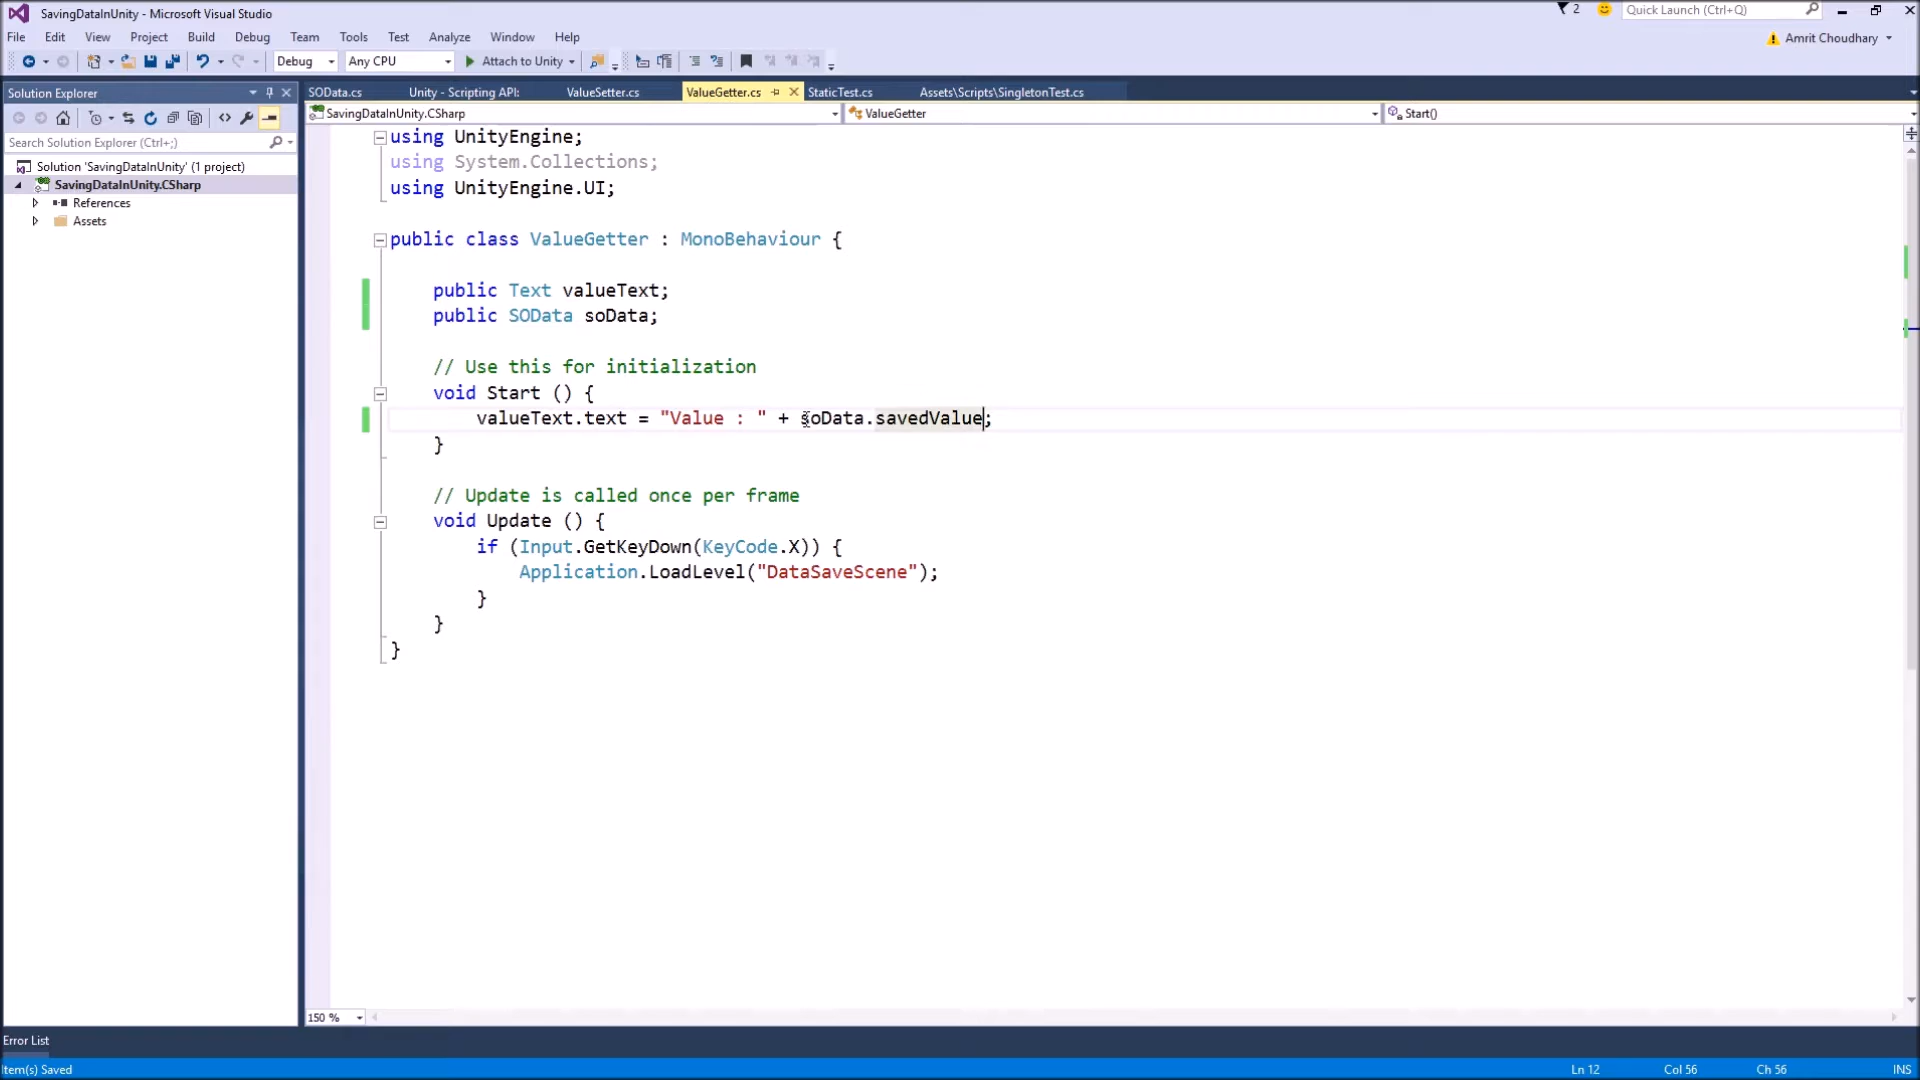 SavingDataInUnity - Microsoft Visual Studio
2
Quick Launch (Ctrl+Q)
File Edit View Project Build Debug Team Tools Test Analyze Window Help
Amrit Choudhary
Debug Any CPU Attach to Unity
Solution Explorer
SOData.cs Unity - Scripting API: ValueSetter.cs ValueGetter.cs StaticTest.cs Assets\Scripts\SingletonTest.cs
SavingDataInUnity.CSharp ValueGetter Start()
Search Solution Explorer (Ctrl+;)
Solution 'SavingDataInUnity' (1 project)
SavingDataInUnity.CSharp
References
Assets
using UnityEngine;
using System.Collections;
using UnityEngine.UI;
public class ValueGetter : MonoBehaviour {
public Text valueText;
public SOData soData;
// Use this for initialization
void Start () {
valueText.text = "Value : " + soData.savedValue;
}
// Update is called once per frame
void Update () {
if (Input.GetKeyDown(KeyCode.X)) {
Application.LoadLevel("DataSaveScene");
}
}
}
150 %
Error List
Item(s) Saved
Ln 12 Col 56 Ch 56 INS